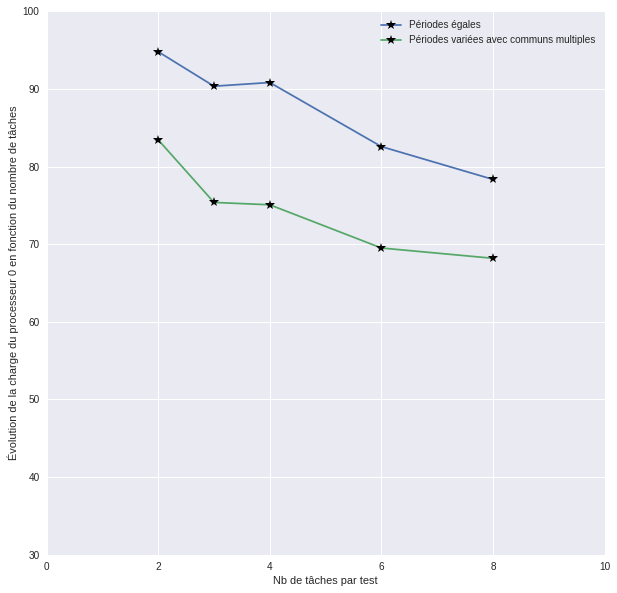 Périodes égales
Périodes variées avec communs multiples
Évolution de la charge du processeur 0 en fonction du nombre de tâches
100
90
80
70
60
50
40
30
0 2 4 6 8 10
Nb de tâches par test